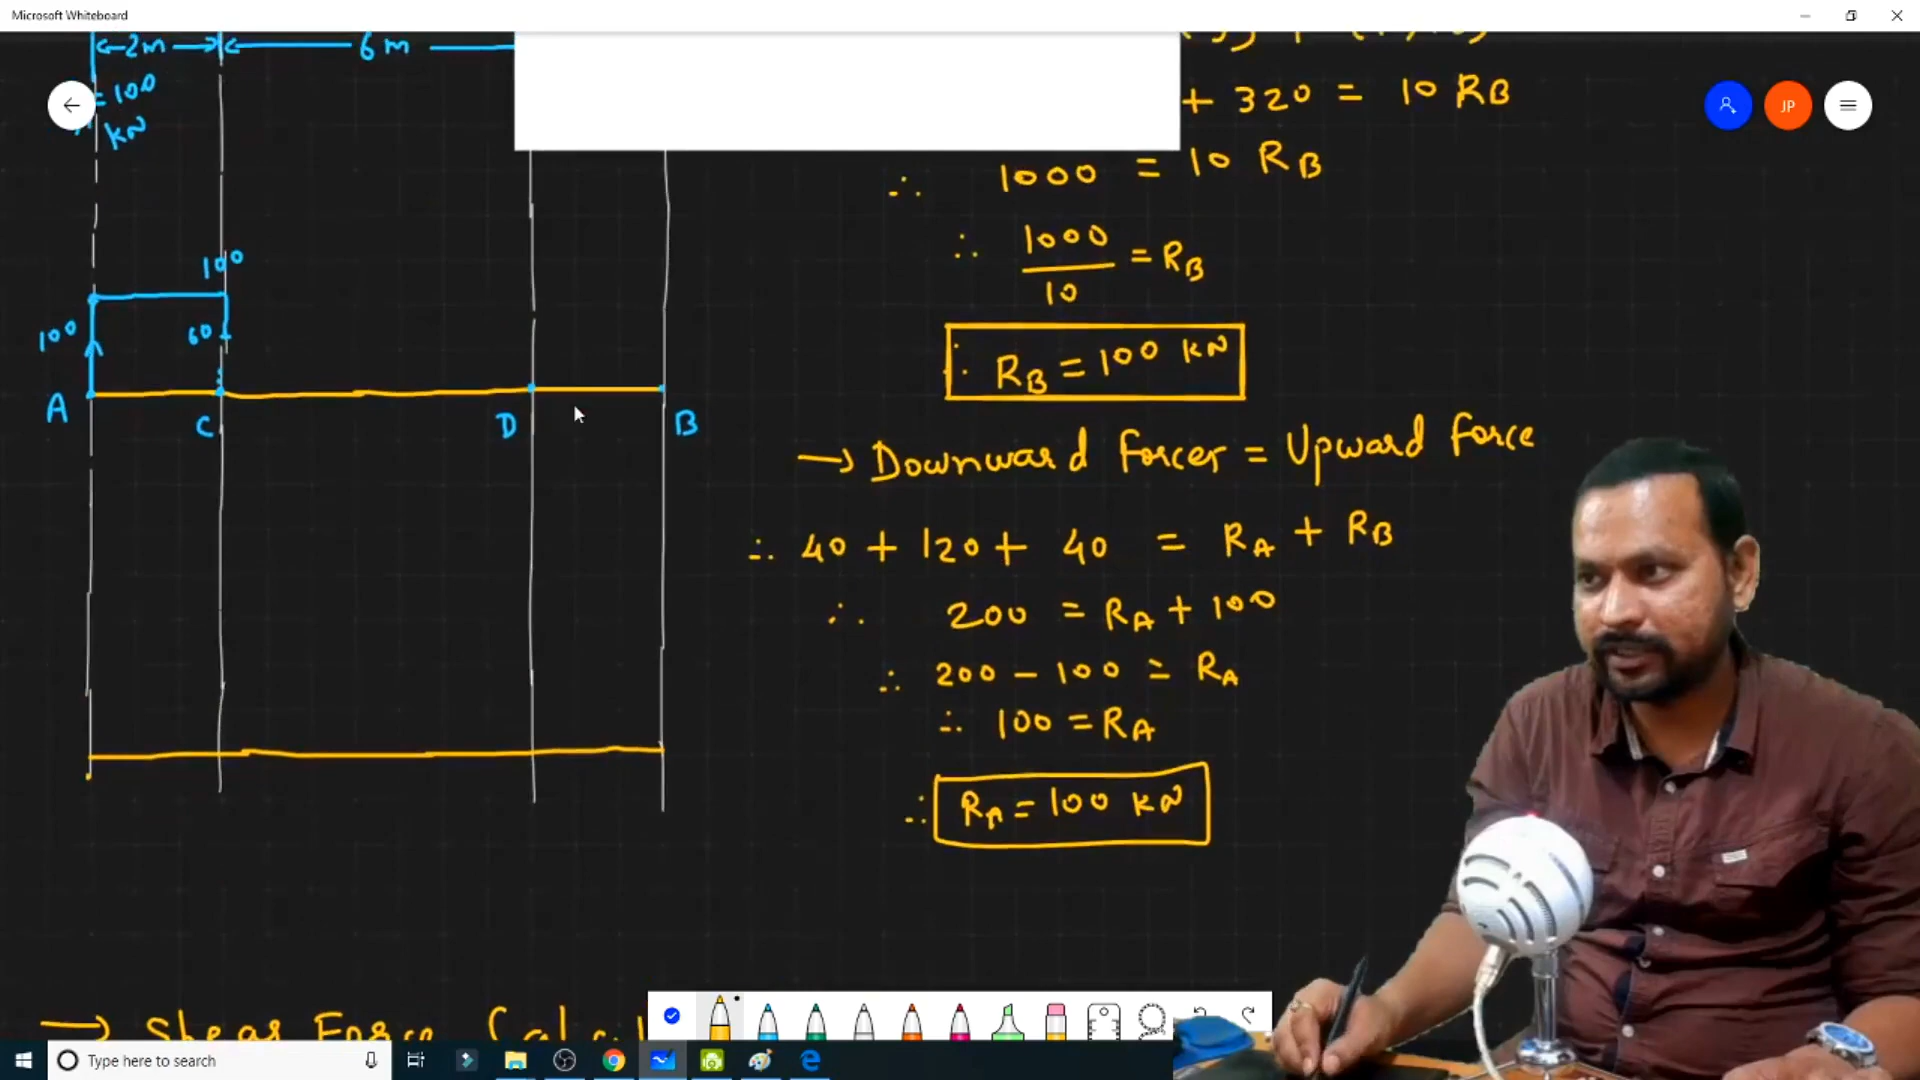 Microsoft Whiteboard
2m
6 m
= 100
kN
100
100
60
A
C
D
B
+ 320 = 10 RB
∴ 1000 = 10 RB
∴ 1000
10
= RB
∴ RB = 100 kN
→ Downward forces = Upward force
∴ 40 + 120 + 40 = RA + RB
∴ 200 = RA + 100
∴ 200 - 100 = RA
∴ 100 = RA
∴ RA = 100 kN
→ Shear Force
JP
Type here to search